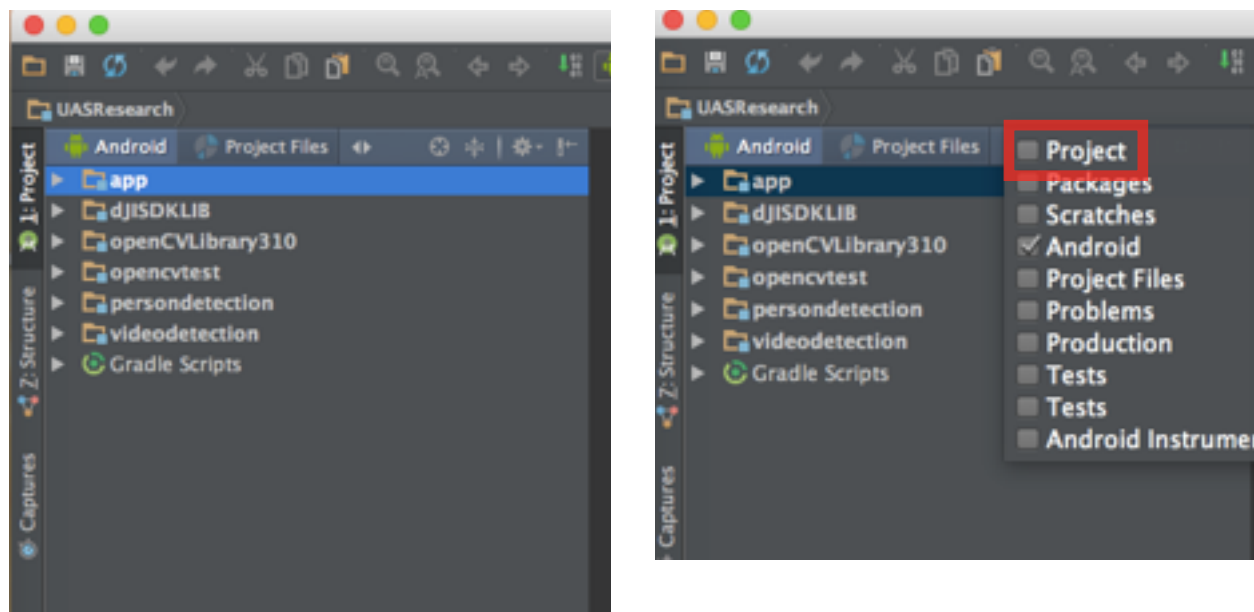 UASResearch
Android Project Files
app
dJISDKLIB
openCVLibrary310
opencvtest
persondetection
videodetection
Gradle Scripts
1: Project
Z: Structure
Captures
UASResearch
Android Project Files
app
dJISDKLIB
openCVLibrary310
opencvtest
persondetection
videodetection
Gradle Scripts
1: Project
Z: Structure
Captures
Project
Packages
Scratches
Android
Project Files
Problems
Production
Tests
Tests
Android Instrumen